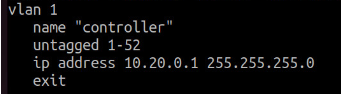 vlan 1
   name "controller"
   untagged 1-52
   ip address 10.20.0.1 255.255.255.0
   exit